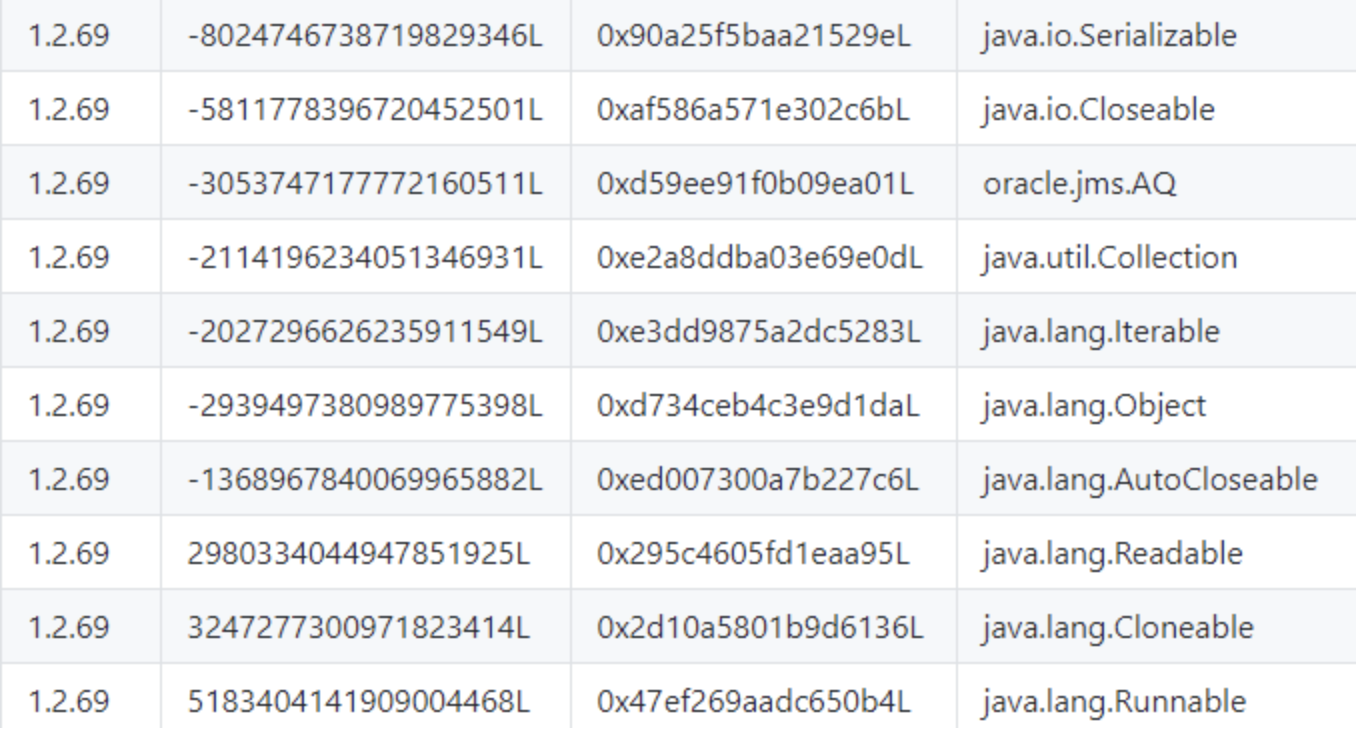 1.2.69 -8024746738719829346L 0x90a25f5baa21529eL java.io.Serializable
1.2.69 -5811778396720452501L 0xaf586a571e302c6bL java.io.Closeable
1.2.69 -3053747177772160511L 0xd59ee91f0b09ea01L oracle.jms.AQ
1.2.69 -2114196234051346931L 0xe2a8ddba03e69e0dL java.util.Collection
1.2.69 -2027296626235911549L 0xe3dd9875a2dc5283L java.lang.Iterable
1.2.69 -2939497380989775398L 0xd734ceb4c3e9d1daL java.lang.Object
1.2.69 -1368967840069965882L 0xed007300a7b227c6L java.lang.AutoCloseable
1.2.69 2980334044947851925L 0x295c4605fd1eaa95L java.lang.Readable
1.2.69 3247277300971823414L 0x2d10a5801b9d6136L java.lang.Cloneable
1.2.69 5183404141909004468L 0x47ef269aadc650b4L java.lang.Runnable